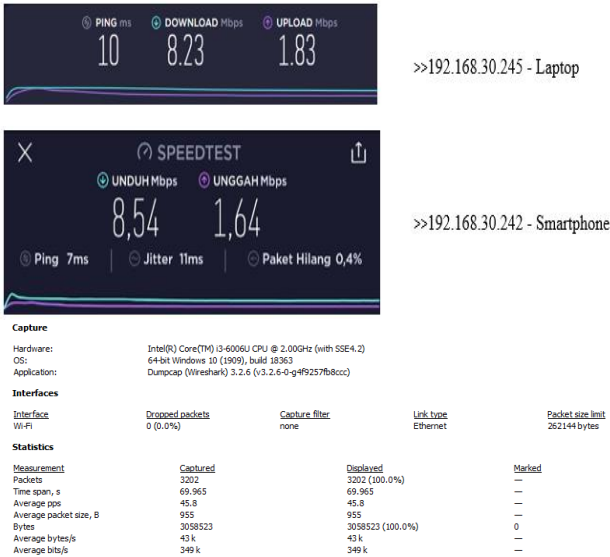 PING ms DOWNLOAD Mbps UPLOAD Mbps
10 8.23 1.83
>>192.168.30.245 - Laptop
SPEEDTEST
UNDUH Mbps UNGGAH Mbps
8,54 1,64
>>192.168.30.242 - Smartphone
Ping 7ms Jitter 11ms Paket Hilang 0,4%
Capture
Hardware: Intel(R) Core(TM) i3-6006U CPU @ 2.00GHz (with SSE4.2)
OS: 64-bit Windows 10 (1909), build 18363
Application: Dumpcap (Wireshark) 3.2.6 (v3.2.6-0-g4f9257fb8ccc)
Interfaces
Interface Dropped packets Capture filter Link type Packet size limit
Wi-Fi 0 (0.0%) none Ethernet 262144 bytes
Statistics
Measurement Captured Displayed Marked
Packets 3202 3202 (100.0%) —
Time span, s 69.965 69.965 —
Average pps 45.8 45.8 —
Average packet size, B 955 955 —
Bytes 3058523 3058523 (100.0%) 0
Average bytes/s 43 k 43 k —
Average bits/s 349 k 349 k —